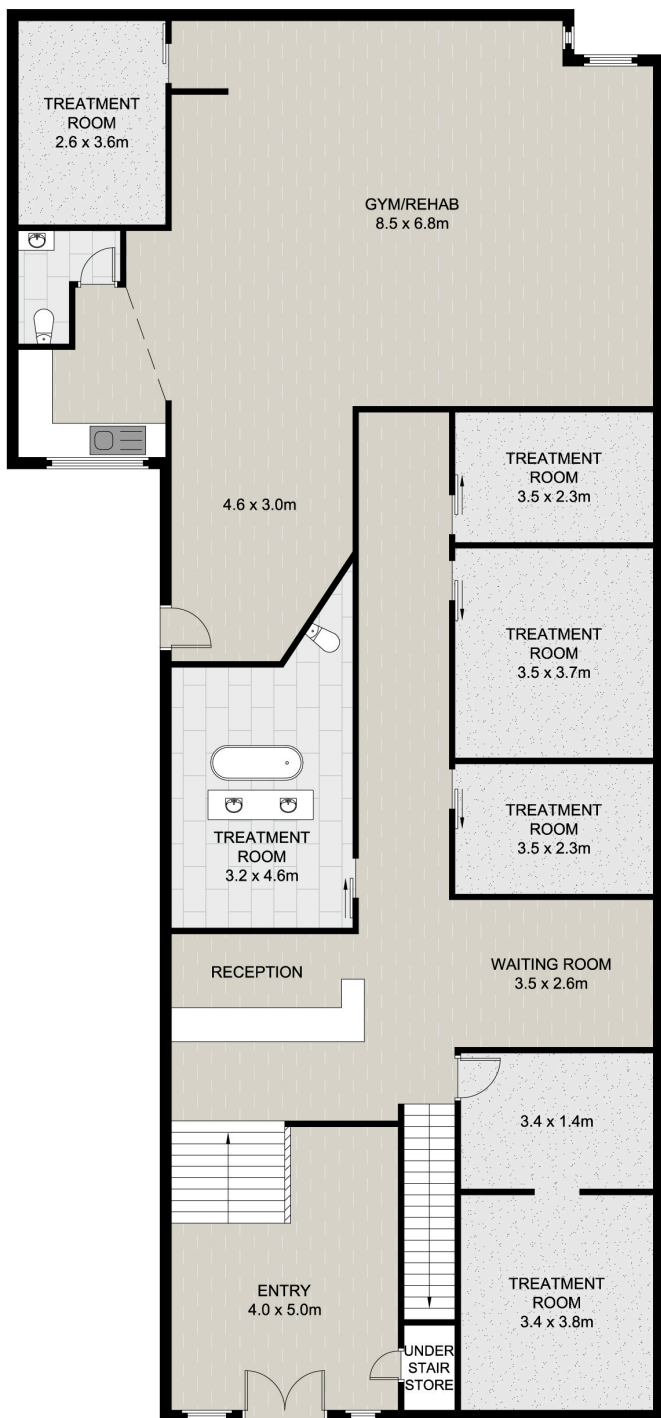 TREATMENT
ROOM
2.6 x 3.6m
GYM/REHAB
8.5 x 6.8m
TREATMENT
ROOM
3.5 x 2.3m
4.6 x 3.0m
TREATMENT
ROOM
3.5 x 3.7m
TREATMENT
ROOM
3.5 x 2.3m
TREATMENT
ROOM
3.2 x 4.6m
RECEPTION
WAITING ROOM
3.5 x 2.6m
3.4 x 1.4m
ENTRY
4.0 x 5.0m
TREATMENT
ROOM
3.4 x 3.8m
UNDER
STAIR
STORE